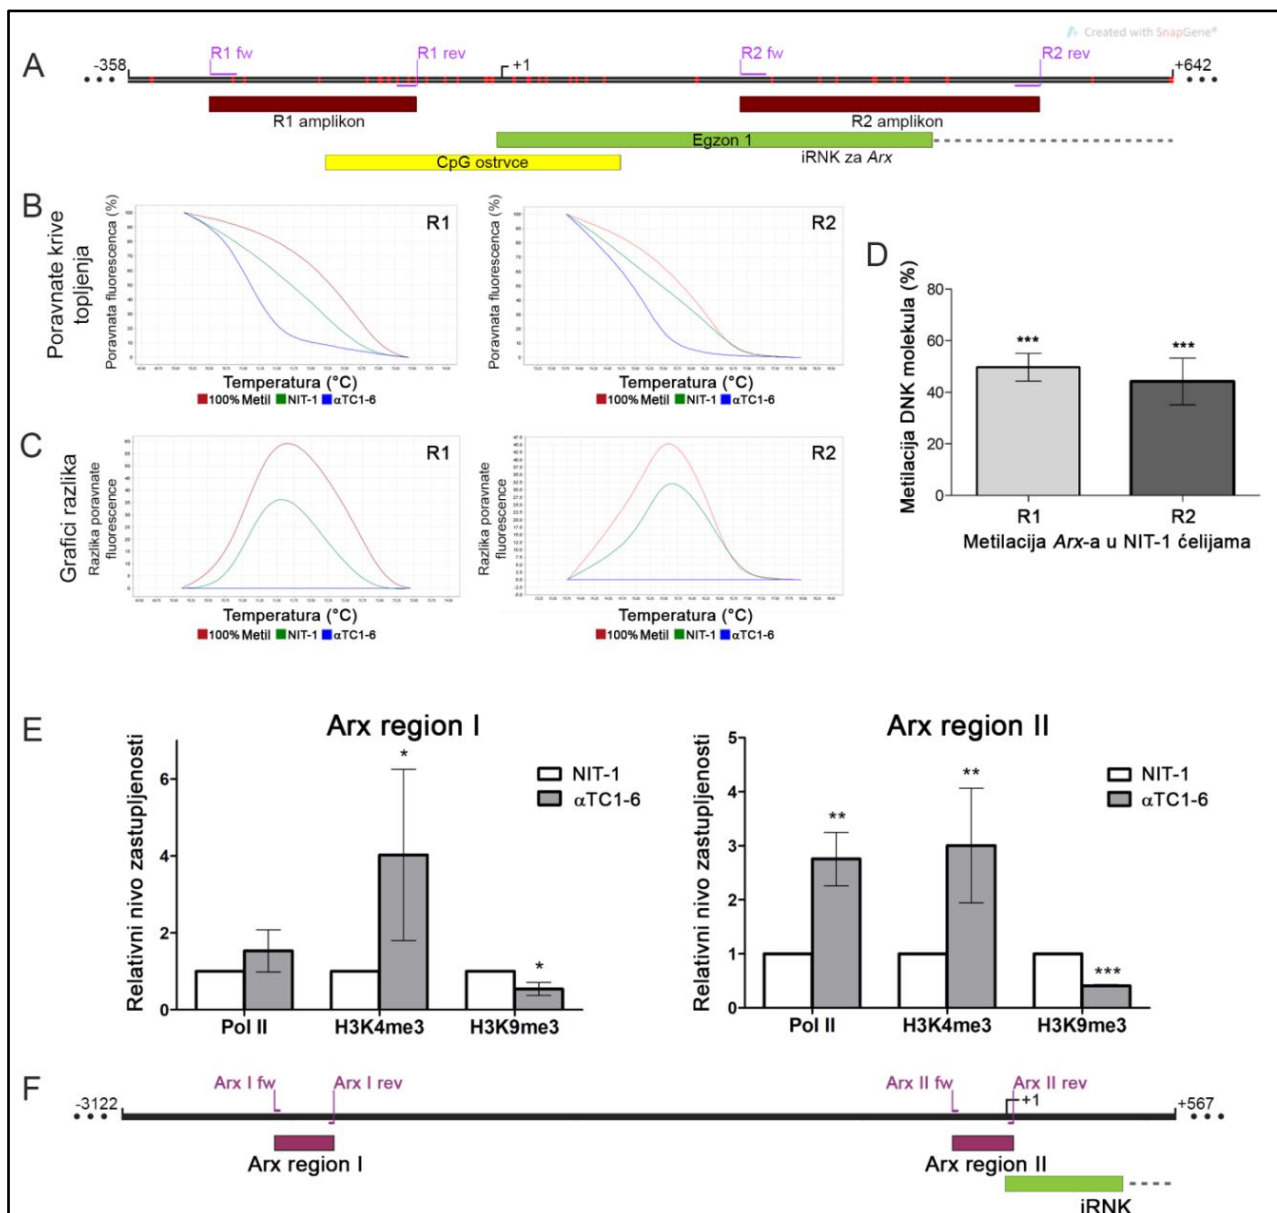 Created with SnapGene®
A
-358
R1 fw
R1 rev
+1
R2 fw
R2 rev
+642
R1 amplikon
R2 amplikon
Egzon 1
iRNK za Arx
CpG ostrvce
B
Poravnate krive topljenja
Poravnata fluorescenca (%)
R1
Temperatura (°C)
100% Metil NIT-1 αTC1-6
Poravnata fluorescenca (%)
R2
Temperatura (°C)
100% Metil NIT-1 αTC1-6
C
Grafici razlika
Razlika poravnate fluorescence
R1
Temperatura (°C)
100% Metil NIT-1 αTC1-6
Razlika poravnate fluorescence
R2
Temperatura (°C)
100% Metil NIT-1 αTC1-6
D
Metilacija DNK molekula (%)
80
60
40
20
0
***
***
R1 R2
Metilacija Arx-a u NIT-1 ćelijama
E
Arx region I
Relativni nivo zastupljenosti
6
4
2
0
*
*
NIT-1
αTC1-6
Pol II H3K4me3 H3K9me3
Arx region II
Relativni nivo zastupljenosti
5
4
3
2
1
0
**
**
***
NIT-1
αTC1-6
Pol II H3K4me3 H3K9me3
F
-3122
Arx I fw
Arx I rev
Arx II fw
Arx II rev
+1
+567
Arx region I
Arx region II
iRNK